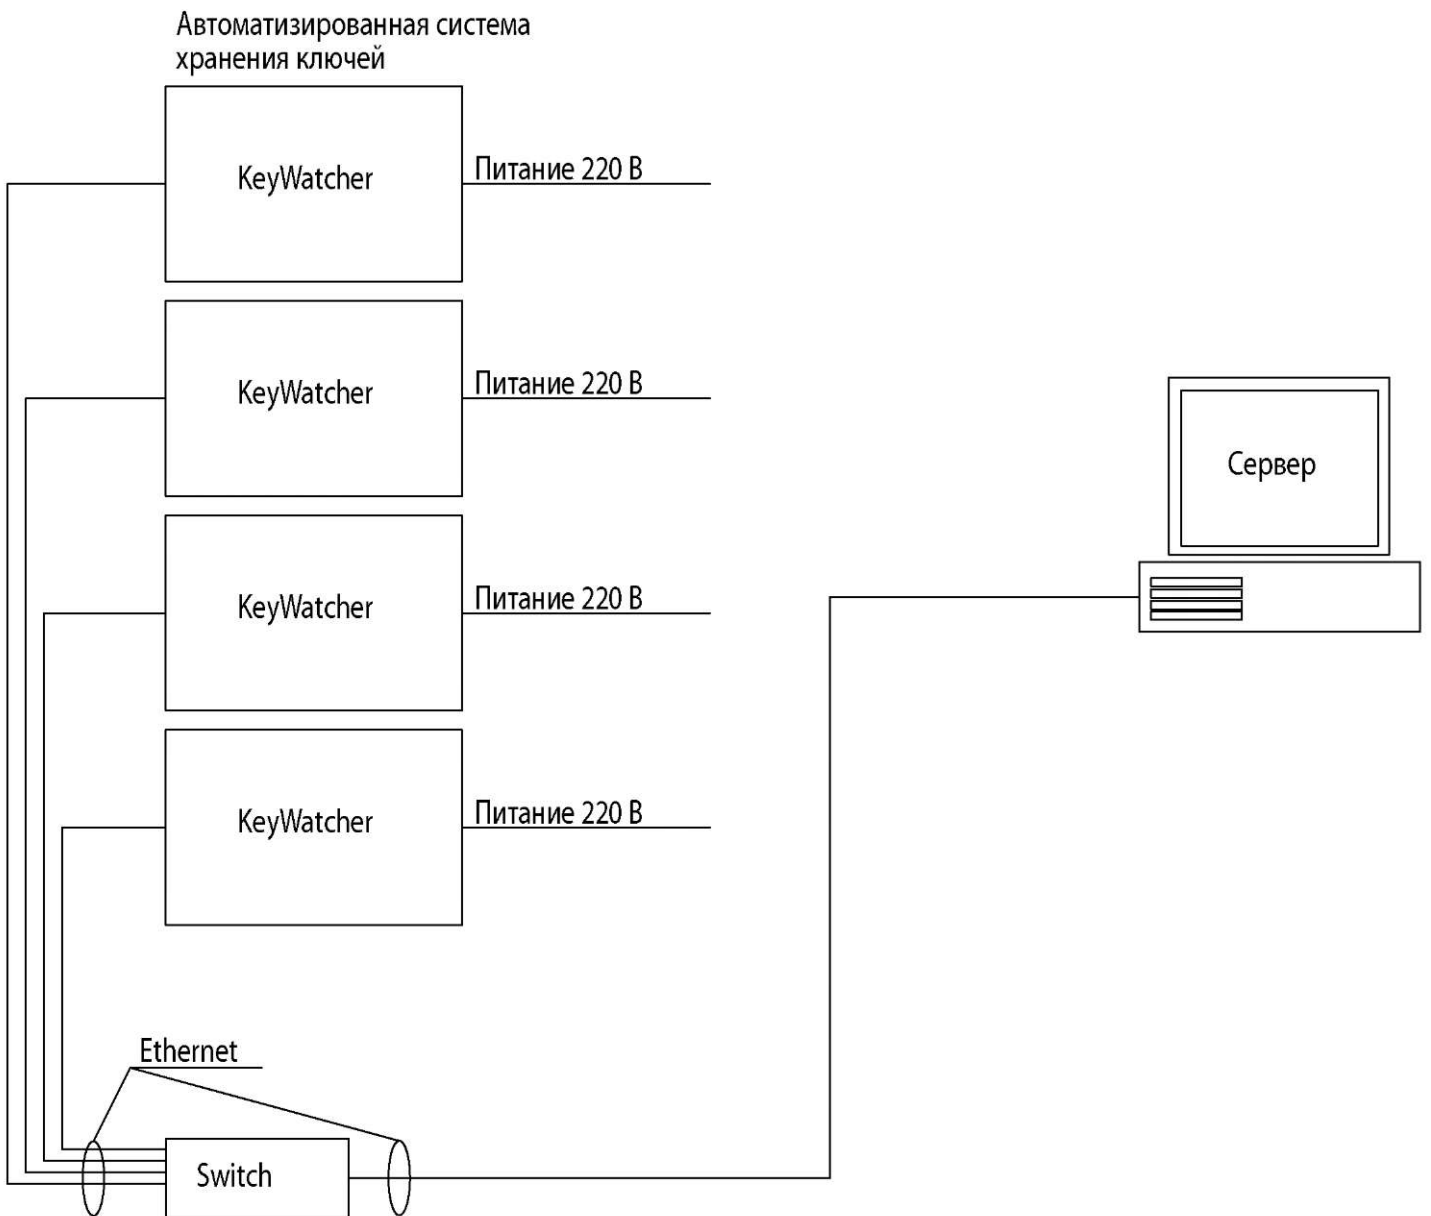 Автоматизированная система
хранения ключей
KeyWatcher
Питание 220 В
KeyWatcher
Питание 220 В
Сервер
KeyWatcher
Питание 220 В
KeyWatcher
Питание 220 В
Ethernet
Switch